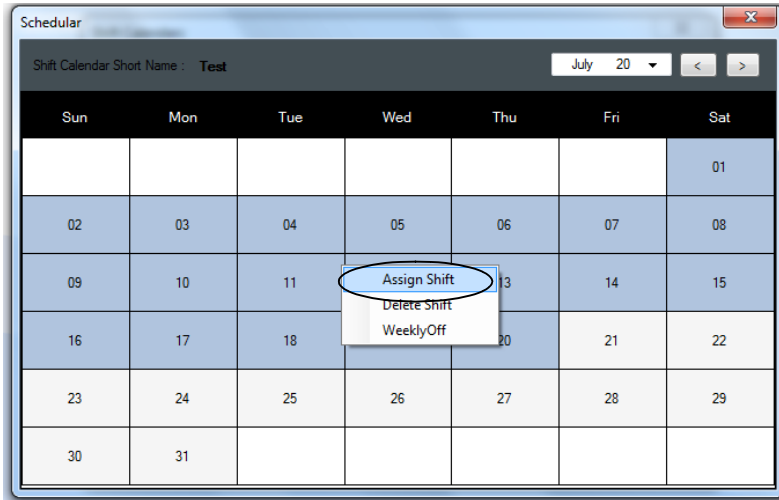 Schedular
Shift Calendar Short Name : Test July 20 < >
Sun Mon Tue Wed Thu Fri Sat
01
02 03 04 05 06 07 08
09 10 11 Assign Shift 13 14 15
Delete Shift
WeeklyOff
16 17 18 20 21 22
23 24 25 26 27 28 29
30 31